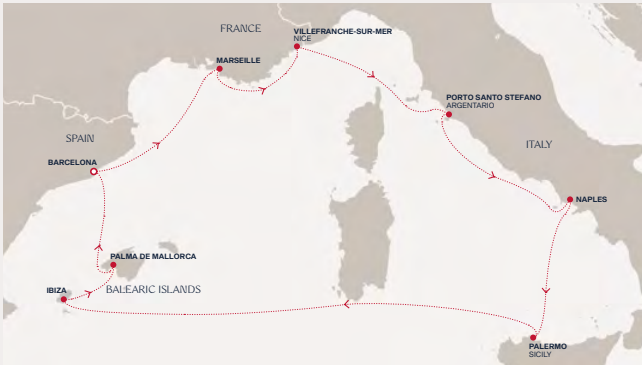 FRANCE
VILLEFRANCHE-SUR-MER
NICE
MARSEILLE
PORTO SANTO STEFANO
ARGENTARIO
SPAIN
ITALY
BARCELONA
NAPLES
PALMA DE MALLORCA
IBIZA
BALEARIC ISLANDS
PALERMO
SICILY